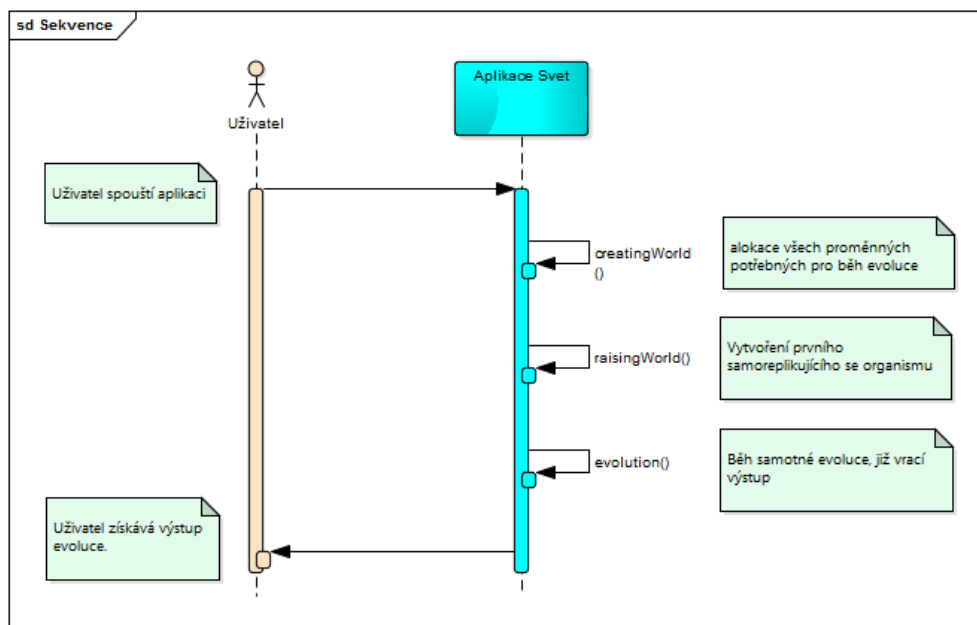 sd Sekvence
Uživatel
Aplikace Svet
Uživatel spouští aplikaci
creatingWorld
()
alokace všech proměnných
potřebných pro běh evoluce
raisingWorld()
Vytvoření prvního
samoreplikujícího se organismu
evolution()
Běh samotné evoluce, již vrací
výstup
Uživatel získává výstup
evoluce.